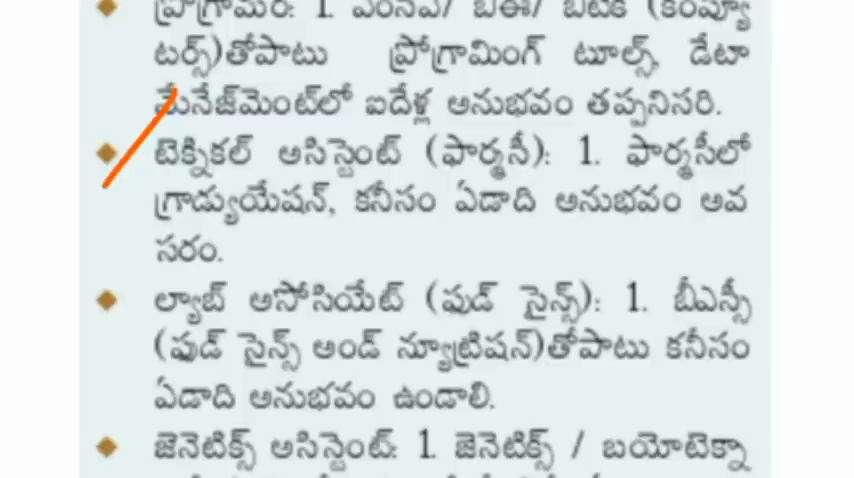 ప్రోగ్రామర్: 1. ఎంసీఏ/ బీఈ/ బీటెక్ (కంప్యూ
టర్స్)తోపాటు ప్రోగ్రామింగ్ టూల్స్, డేటా
మేనేజ్‌మెంట్‌లో ఐదేళ్ల అనుభవం తప్పనిసరి.
టెక్నికల్ అసిస్టెంట్ (ఫార్మసీ): 1. ఫార్మసీలో
గ్రాడ్యుయేషన్, కనీసం ఏడాది అనుభవం అవ
సరం.
ల్యాబ్ అసోసియేట్ (ఫుడ్ సైన్స్): 1. బీఎస్సీ
(ఫుడ్ సైన్స్ అండ్ న్యూట్రిషన్)తోపాటు కనీసం
ఏడాది అనుభవం ఉండాలి.
జెనెటిక్స్ అసిస్టెంట్: 1. జెనెటిక్స్ / బయోటెక్నా